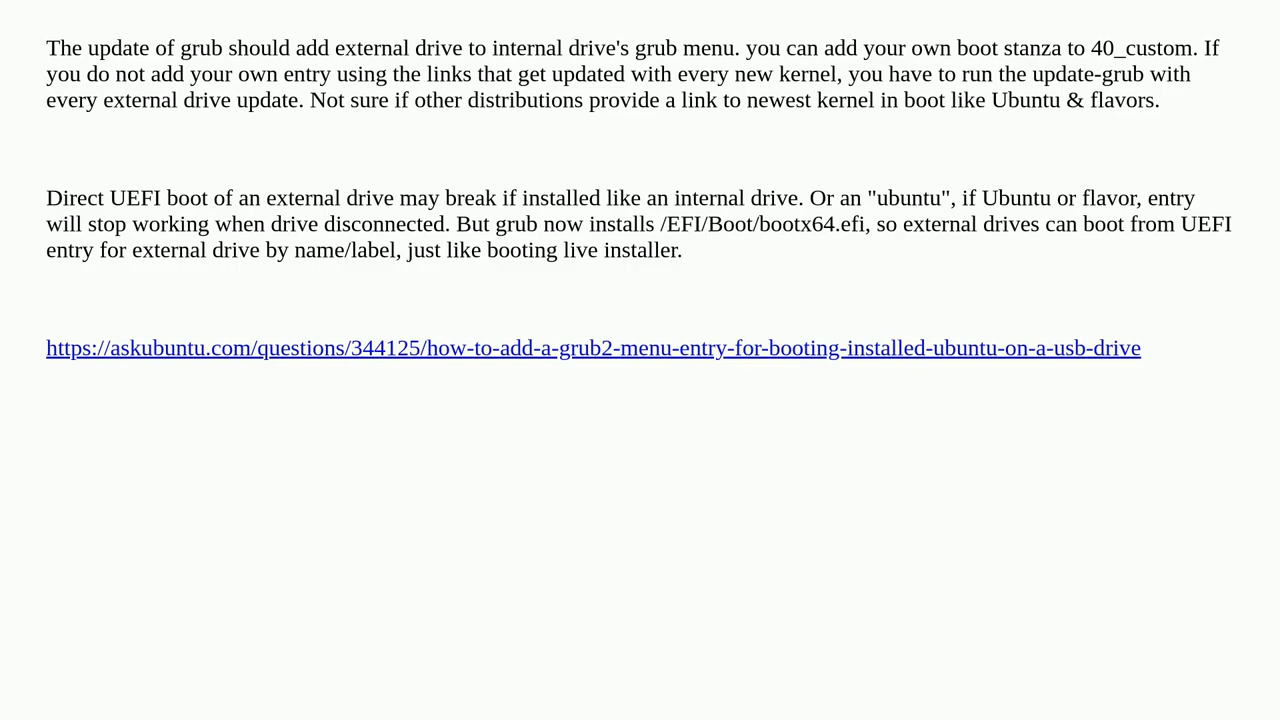 The update of grub should add external drive to internal drive's grub menu. you can add your own boot stanza to 40_custom. If
you do not add your own entry using the links that get updated with every new kernel, you have to run the update-grub with
every external drive update. Not sure if other distributions provide a link to newest kernel in boot like Ubuntu & flavors.
Direct UEFI boot of an external drive may break if installed like an internal drive. Or an "ubuntu", if Ubuntu or flavor, entry
will stop working when drive disconnected. But grub now installs /EFI/Boot/bootx64.efi, so external drives can boot from UEFI
entry for external drive by name/label, just like booting live installer.
https://askubuntu.com/questions/344125/how-to-add-a-grub2-menu-entry-for-booting-installed-ubuntu-on-a-usb-drive